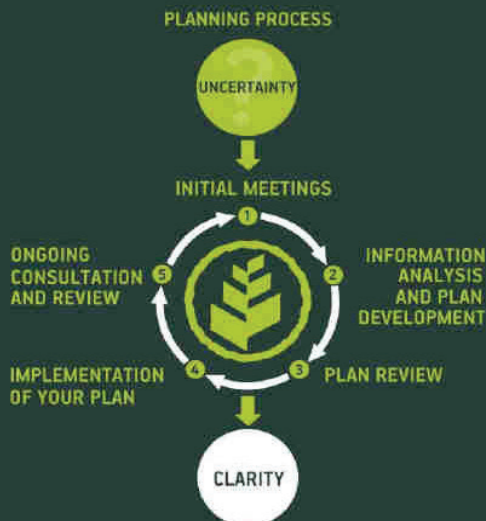 PLANNING PROCESS
?
UNCERTAINTY
INITIAL MEETINGS
1
2
INFORMATION
ANALYSIS
AND PLAN
DEVELOPMENT
3
PLAN REVIEW
4
IMPLEMENTATION
OF YOUR PLAN
5
ONGOING
CONSULTATION
AND REVIEW
CLARITY